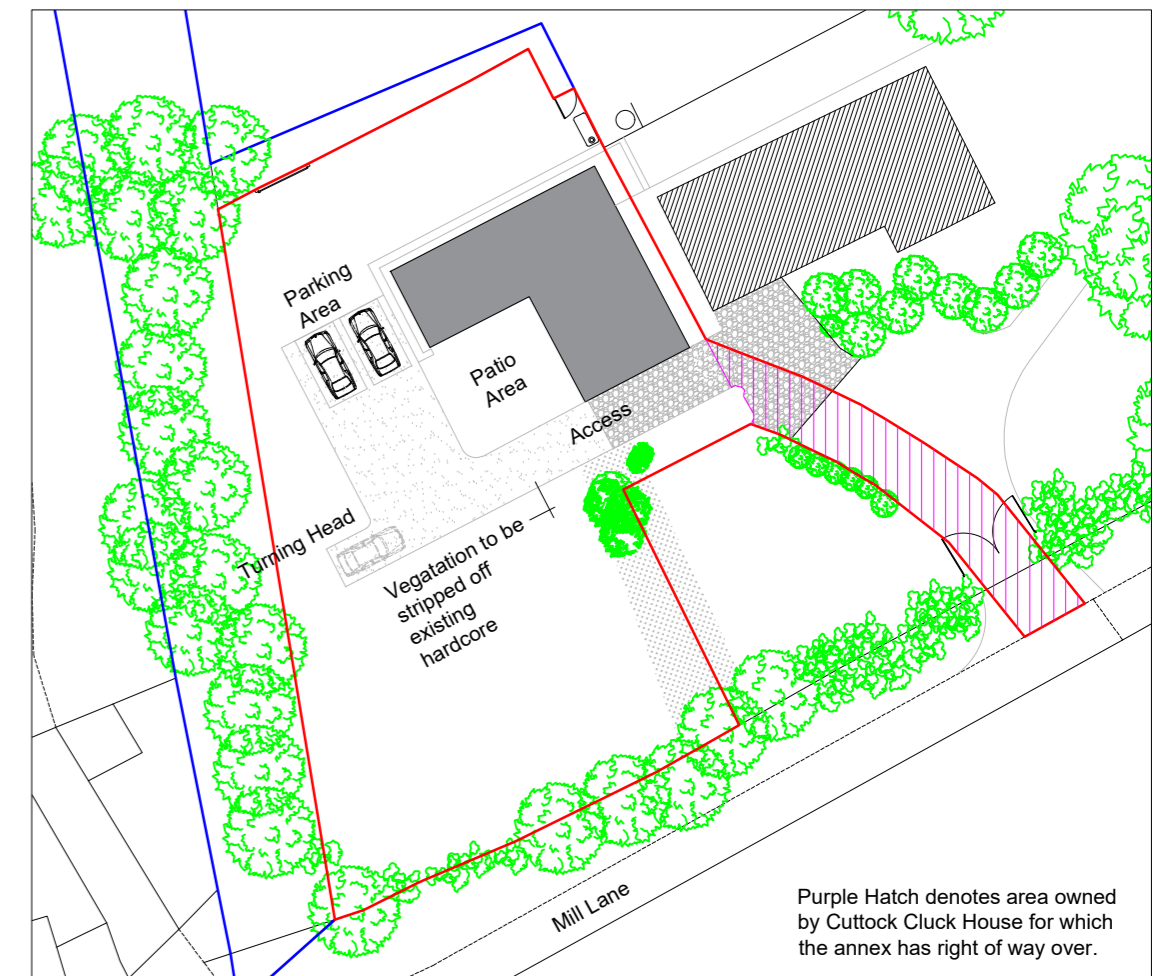 Parking
Area
Patio
Area
Access
Turning Head
Vegatation to be
stripped off
existing
hardcore
Mill Lane
Purple Hatch denotes area owned
by Cuttock Cluck House for which
the annex has right of way over.